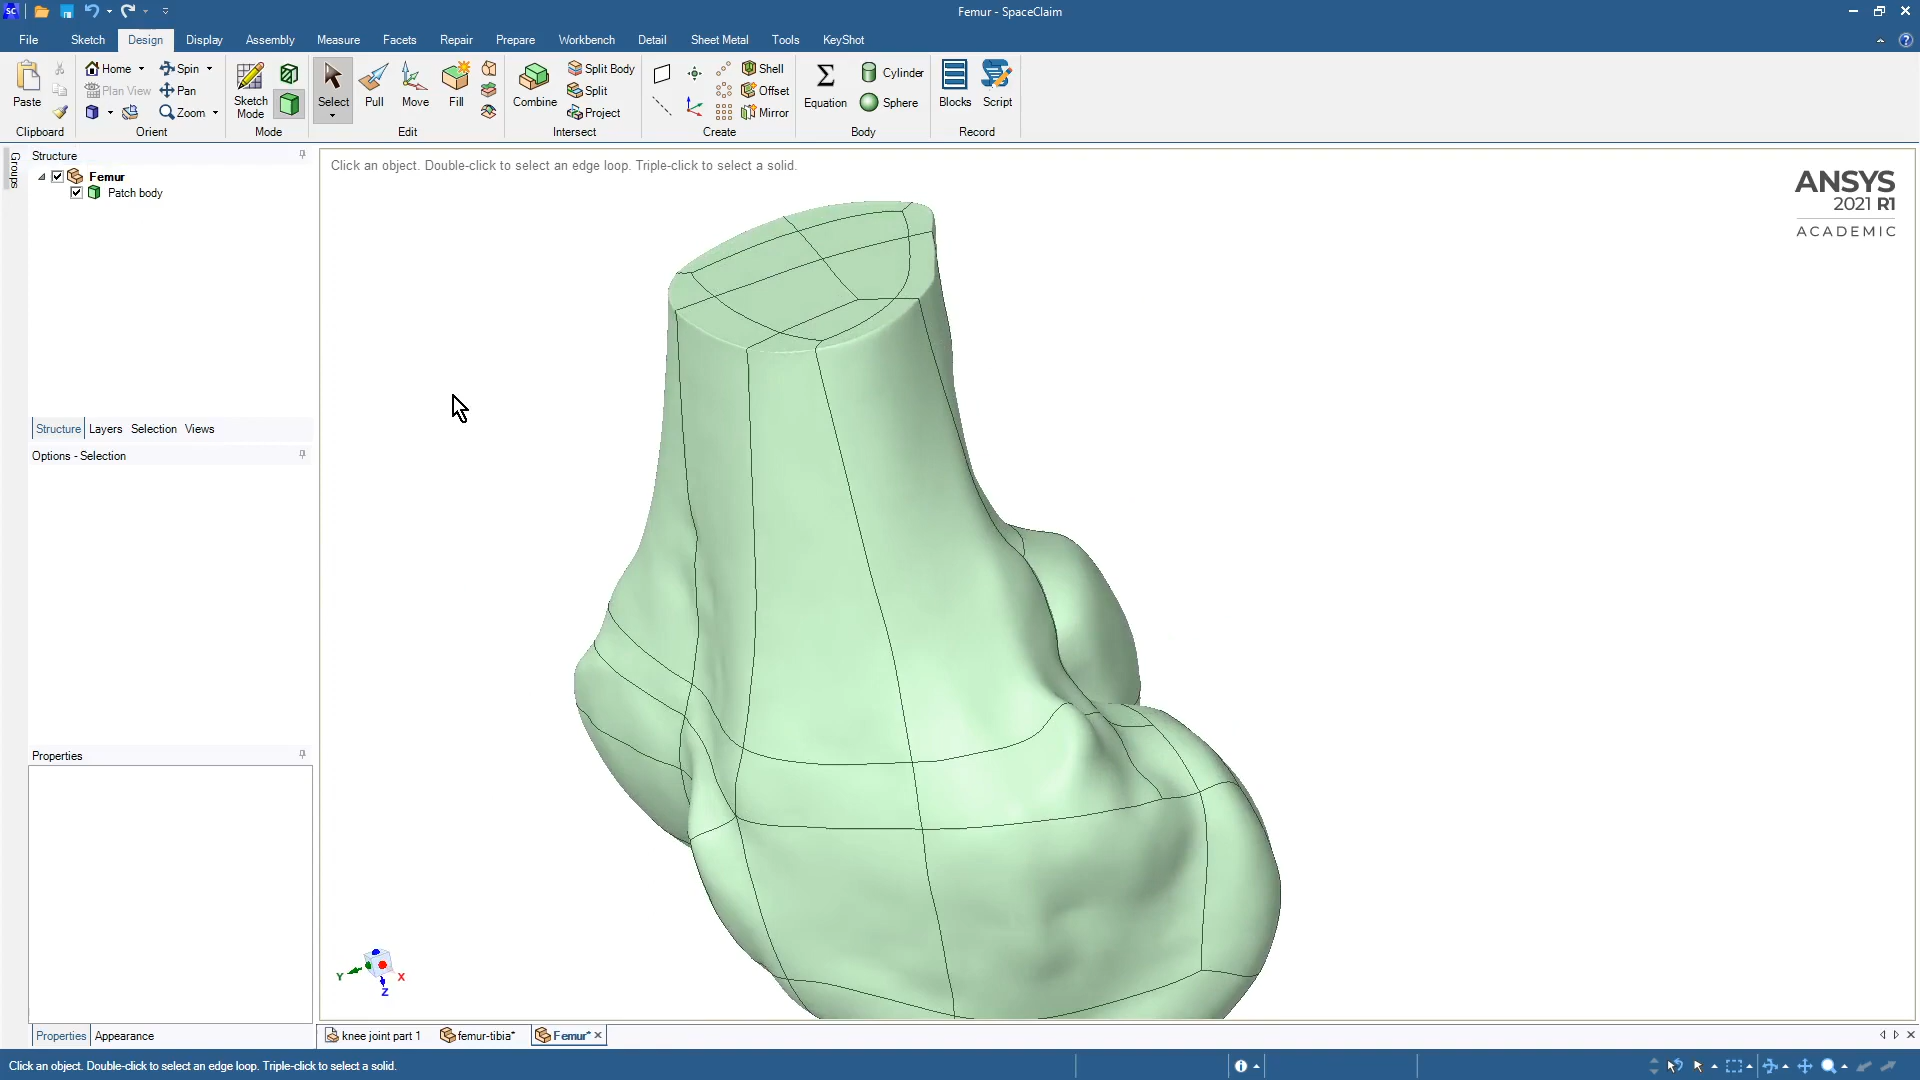 SC
Femur - SpaceClaim
File Sketch Design Display Assembly Measure Facets Repair Prepare Workbench Detail Sheet Metal Tools KeyShot
Paste
Clipboard
Home
Plan View
Spin
Pan
Zoom
Orient
Sketch
Mode
Mode
Select
Pull
Move
Fill
Edit
Combine
Split Body
Split
Project
Intersect
Shell
Offset
Mirror
Create
Equation
Cylinder
Sphere
Body
Blocks
Script
Record
Groups
Structure
Femur
Patch body
Structure Layers Selection Views
Options - Selection
Properties
Properties Appearance
Click an object. Double-click to select an edge loop. Triple-click to select a solid.
ANSYS
2021 R1
ACADEMIC
Y
X
Z
knee joint part 1 femur-tibia* Femur*
Click an object. Double-click to select an edge loop. Triple-click to select a solid.